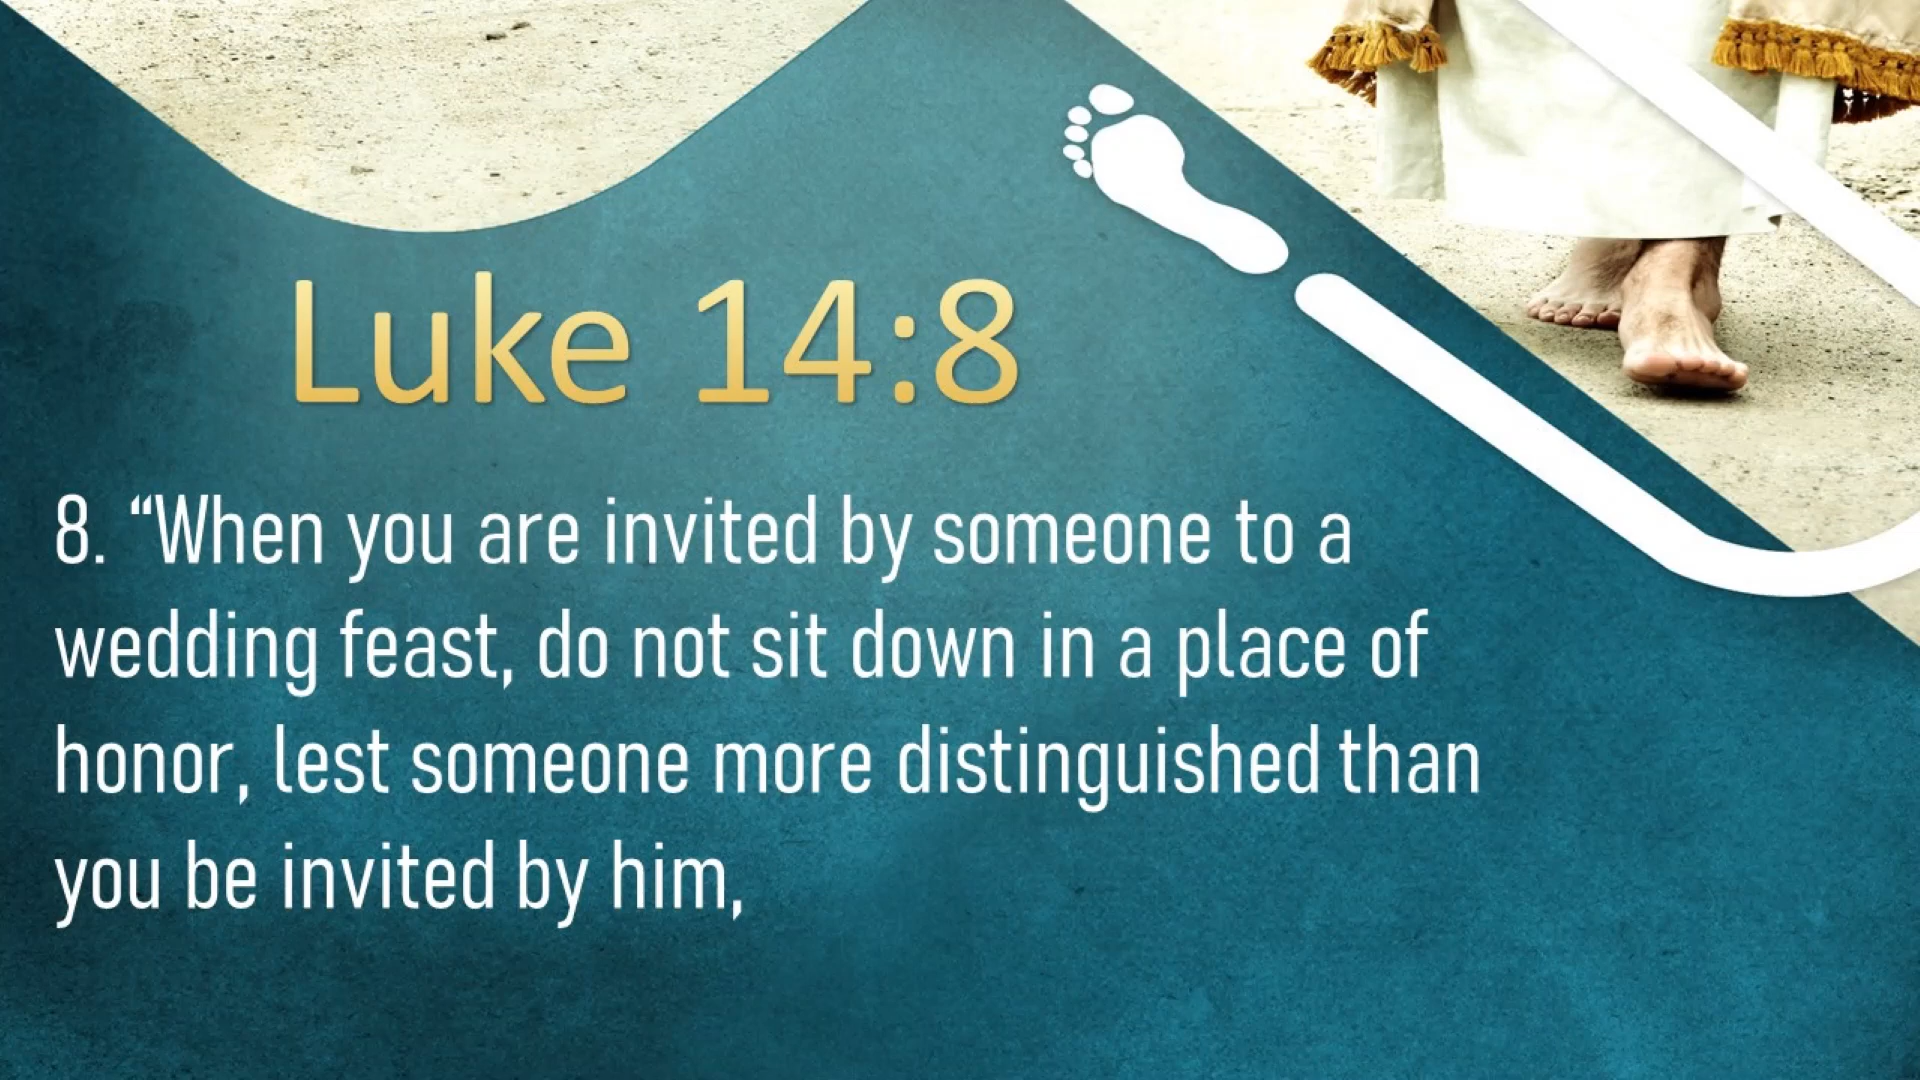 Luke 14:8
8. “When you are invited by someone to a
wedding feast, do not sit down in a place of
honor, lest someone more distinguished than
you be invited by him,